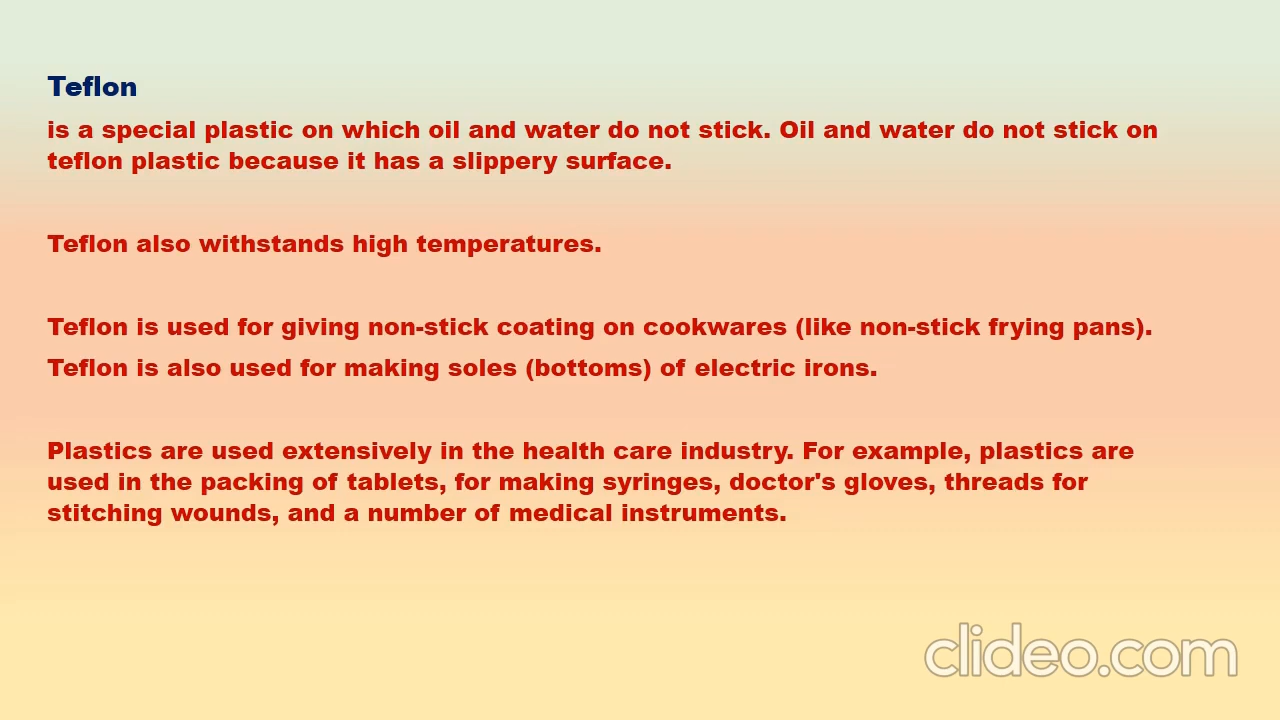 Teflon
is a special plastic on which oil and water do not stick. Oil and water do not stick on
teflon plastic because it has a slippery surface.
Teflon also withstands high temperatures.
Teflon is used for giving non-stick coating on cookwares (like non-stick frying pans).
Teflon is also used for making soles (bottoms) of electric irons.
Plastics are used extensively in the health care industry. For example, plastics are
used in the packing of tablets, for making syringes, doctor's gloves, threads for
stitching wounds, and a number of medical instruments.
clideo.com